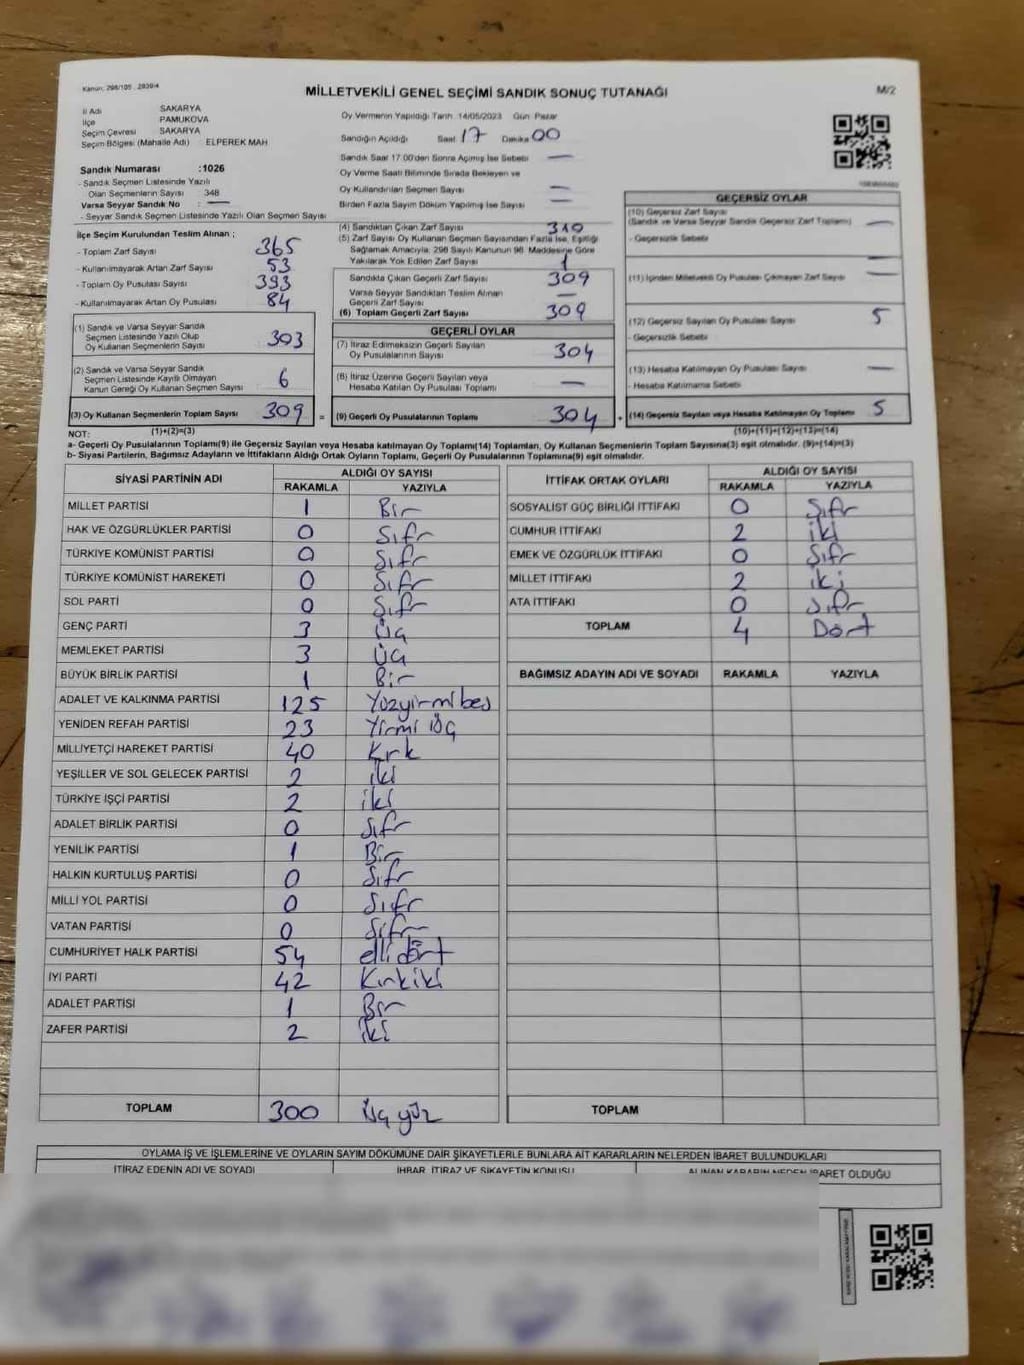 Kanun: 298/105 . 2839/4
MİLLETVEKİLİ GENEL SEÇİMİ SANDIK SONUÇ TUTANAĞI
M/2
İl Adı SAKARYA
İlçe PAMUKOVA
Seçim Çevresi SAKARYA
Seçim Bölgesi (Mahalle Adı) ELPEREK MAH
Sandık Numarası :1026
- Sandık Seçmen Listesinde Yazılı
Olan Seçmenlerin Sayısı 348
Varsa Seyyar Sandık No : —
- Seyyar Sandık Seçmen Listesinde Yazılı Olan Seçmen Sayısı
Oy Vermenin Yapıldığı Tarih 14/05/2023 Gün Pazar
Sandığın Açıldığı Saat 17 Dakika 00
Sandık Saat 17:00'den Sonra Açılmış İse Sebebi —
Oy Verme Saati Bitiminde Sırada Bekleyen ve
Oy Kullandırılan Seçmen Sayısı —
Birden Fazla Sayım Döküm Yapılmış İse Sayısı —
İlçe Seçim Kurulundan Teslim Alınan ;
- Toplam Zarf Sayısı 365
- Kullanılmayarak Artan Zarf Sayısı 53
- Toplam Oy Pusulası Sayısı 393
- Kullanılmayarak Artan Oy Pusulası 84
(1) Sandık ve Varsa Seyyar Sandık
Seçmen Listesinde Yazılı Olup
Oy Kullanan Seçmenlerin Sayısı 303
(2) Sandık ve Varsa Seyyar Sandık
Seçmen Listesinde Kayıtlı Olmayan
Kanun Gereği Oy Kullanan Seçmen Sayısı 6
(3) Oy Kullanan Seçmenlerin Toplam Sayısı 309 =
(1)+(2)=(3)
(4) Sandıktan Çıkan Zarf Sayısı 310
(5) Zarf Sayısı Oy Kullanan Seçmen Sayısından Fazla İse, Eşitliği
Sağlamak Amacıyla, 298 Sayılı Kanunun 98. Maddesine Göre
Yakılarak Yok Edilen Zarf Sayısı 1
Sandıkta Çıkan Geçerli Zarf Sayısı 309
Varsa Seyyar Sandıktan Teslim Alınan
Geçerli Zarf Sayısı —
(6) Toplam Geçerli Zarf Sayısı 309
GEÇERLİ OYLAR
(7) İtiraz Edilmeksizin Geçerli Sayılan
Oy Pusulalarının Sayısı 304
(8) İtiraz Üzerine Geçerli Sayılan veya
Hesaba Katılan Oy Pusulası Toplamı —
(9) Geçerli Oy Pusulalarının Toplamı 304 +
GEÇERSİZ OYLAR
(10) Geçersiz Zarf Sayısı
(Sandık ve Varsa Seyyar Sandık Geçersiz Zarf Toplamı) —
- Geçersizlik Sebebi —
(11) İçinden Milletvekili Oy Pusulası Çıkmayan Zarf Sayısı —
(12) Geçersiz Sayılan Oy Pusulası Sayısı 5
- Geçersizlik Sebebi
(13) Hesaba Katılmayan Oy Pusulası Sayısı —
- Hesaba Katılmama Sebebi
(14) Geçersiz Sayılan veya Hesaba Katılmayan Oy Toplamı 5
(10)+(11)+(12)+(13)=(14)
NOT:
a- Geçerli Oy Pusulaları Toplamı(9) ile Geçersiz Sayılan veya Hesaba katılmayan Oy Toplamı(14) Toplamları, Oy Kullanan Seçmenlerin Toplam Sayısına(3) eşit olmalıdır. (9)+(14)=(3)
b- Siyasi Partilerin, Bağımsız Adayların ve İttifakların Aldığı Ortak Oyların Toplamı, Geçerli Oy Pusulalarının Toplamına(9) eşit olmalıdır.
SİYASİ PARTİNİN ADI ALDIĞI OY SAYISI
RAKAMLA YAZIYLA
MİLLET PARTİSİ 1 Bir
HAK VE ÖZGÜRLÜKLER PARTİSİ 0 Sıfr
TÜRKİYE KOMÜNİST PARTİSİ 0 Sıfr
TÜRKİYE KOMÜNİST HAREKETİ 0 Sıfr
SOL PARTİ 0 Sıfr
GENÇ PARTİ 3 Üç
MEMLEKET PARTİSİ 3 Üç
BÜYÜK BİRLİK PARTİSİ 1 Bir
ADALET VE KALKINMA PARTİSİ 125 Yüzyirmibeş
YENİDEN REFAH PARTİSİ 23 Yirmi Üç
MİLLİYETÇİ HAREKET PARTİSİ 40 Kırk
YEŞİLLER VE SOL GELECEK PARTİSİ 2 iki
TÜRKİYE İŞÇİ PARTİSİ 2 iki
ADALET BİRLİK PARTİSİ 0 Sıfr
YENİLİK PARTİSİ 1 Bir
HALKIN KURTULUŞ PARTİSİ 0 Sıfr
MİLLİ YOL PARTİSİ 0 Sıfr
VATAN PARTİSİ 0 Sıfr
CUMHURİYET HALK PARTİSİ 54 ellidört
İYİ PARTİ 42 Kırkiki
ADALET PARTİSİ 1 Bir
ZAFER PARTİSİ 2 iki
TOPLAM 300 Üç yüz
İTTİFAK ORTAK OYLARI ALDIĞI OY SAYISI
RAKAMLA YAZIYLA
SOSYALİST GÜÇ BİRLİĞİ İTTİFAKI 0 Sıfr
CUMHUR İTTİFAKI 2 iki
EMEK VE ÖZGÜRLÜK İTTİFAKI 0 Sıfr
MİLLET İTTİFAKI 2 iki
ATA İTTİFAKI 0 Sıfr
TOPLAM 4 Dört
BAĞIMSIZ ADAYIN ADI VE SOYADI RAKAMLA YAZIYLA
TOPLAM
OYLAMA İŞ VE İŞLEMLERİNE VE OYLARIN SAYIM DÖKÜMÜNE DAİR ŞİKAYETLERLE BUNLARA AİT KARARLARIN NELERDEN İBARET BULUNDUKLARI
İTİRAZ EDENİN ADI VE SOYADI İHBAR, İTİRAZ VE ŞİKAYETİN KONUSU ALINAN KARARIN NEDEN İBARET OLDUĞU